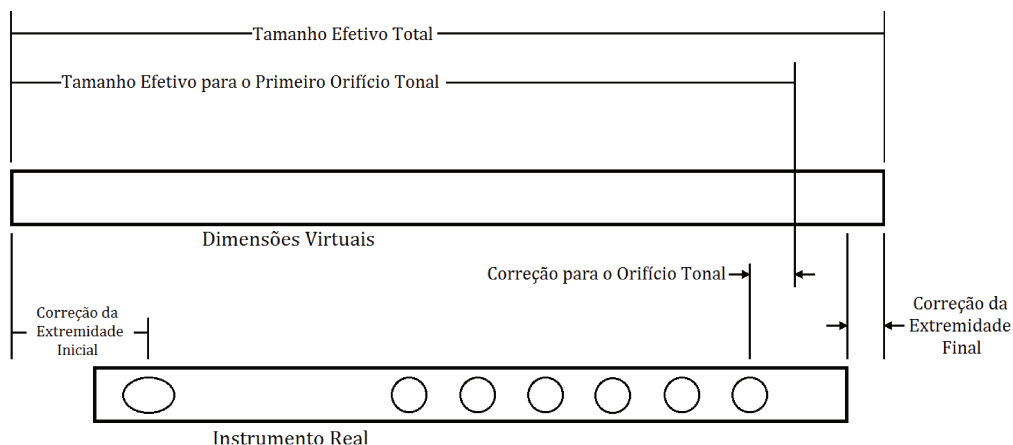 Tamanho Efetivo Total
Tamanho Efetivo para o Primeiro Orifício Tonal
Dimensões Virtuais
Correção para o Orifício Tonal
Correção da
Extremidade
Inicial
Correção da
Extremidade
Final
Instrumento Real